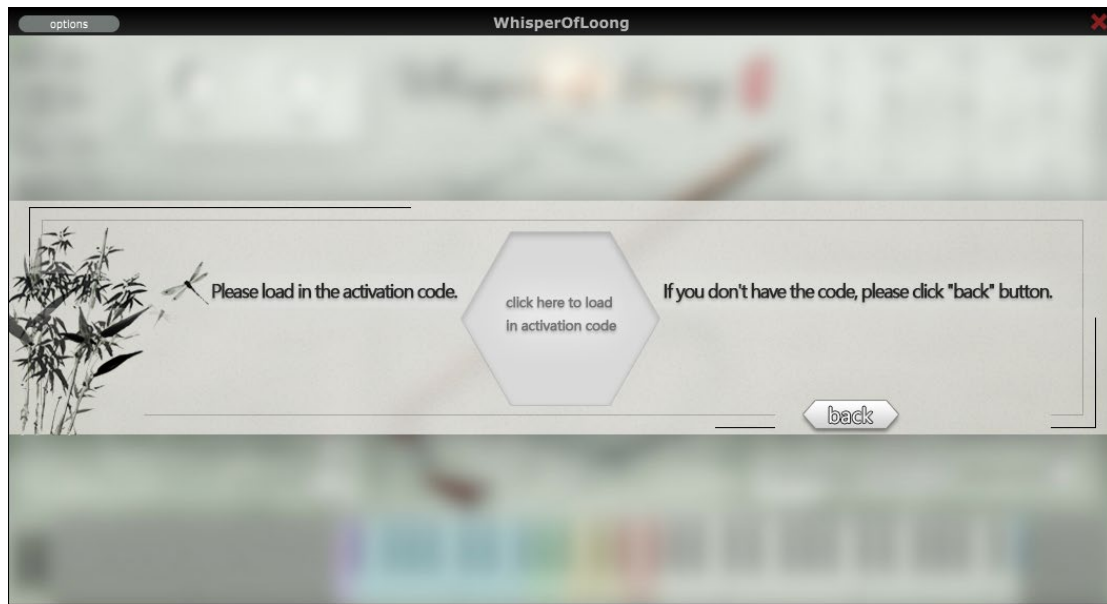 options
WhisperOfLoong
Please load in the activation code.
click here to load
in activation code
If you don't have the code, please click "back" button.
back